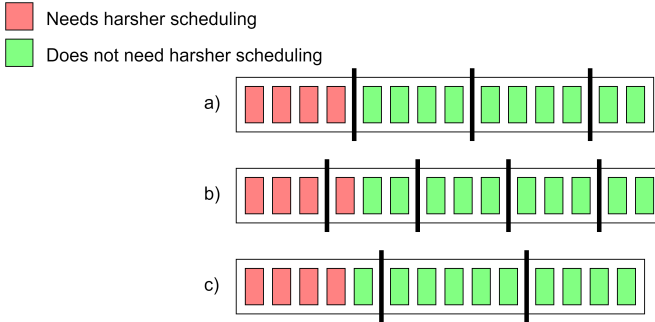 Needs harsher scheduling
Does not need harsher scheduling
a)
b)
c)